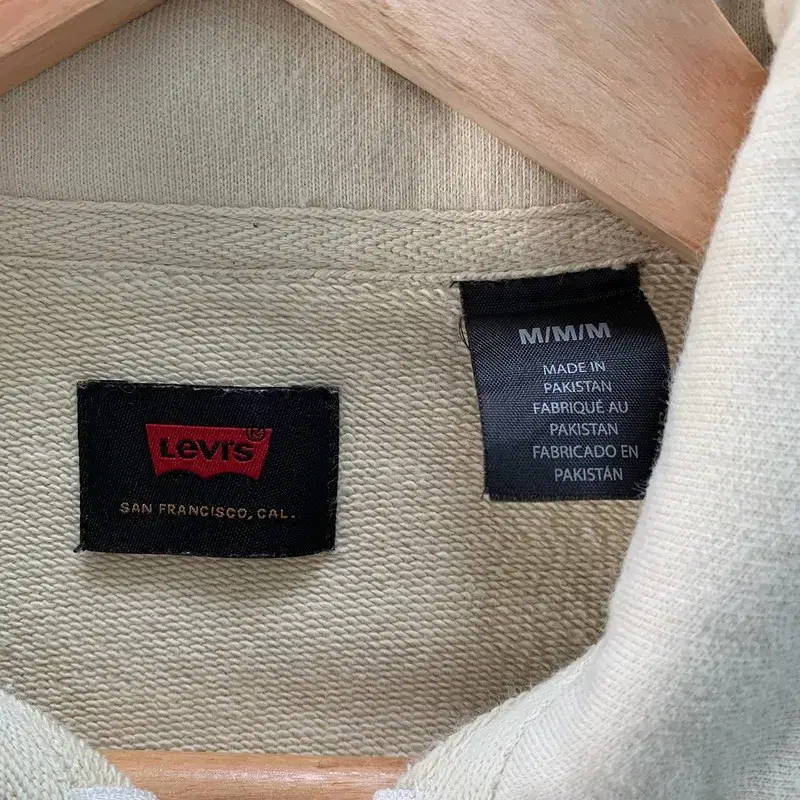 Levi's®
SAN FRANCISCO, CAL.
M/M/M
MADE IN
PAKISTAN
FABRIQUÉ AU
PAKISTAN
FABRICADO EN
PAKISTÁN